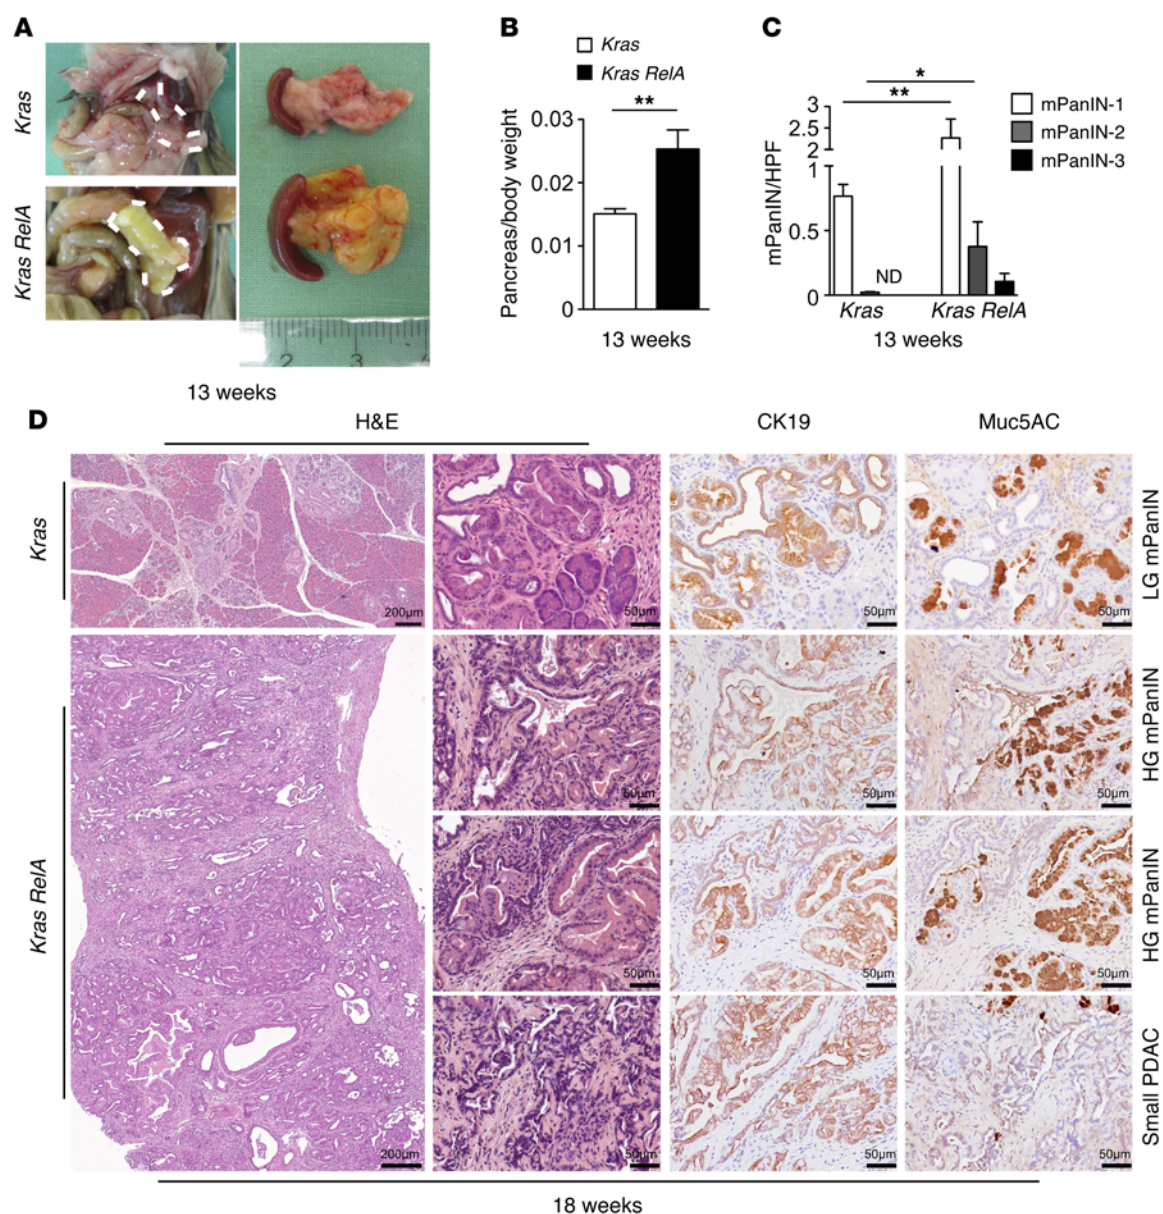 A
Kras
Kras RelA
2 3 4
13 weeks
B
Kras
Kras RelA
**
Pancreas/body weight
0.03
0.02
0.01
0
13 weeks
C
*
**
mPanIN-1
mPanIN-2
mPanIN-3
mPanIN/HPF
3
2.5
2
1
0.5
0
ND
Kras
Kras RelA
13 weeks
D
H&E
CK19
Muc5AC
Kras
200µm
50µm
50µm
50µm
LG mPanIN
Kras RelA
50µm
50µm
50µm
HG mPanIN
50µm
50µm
50µm
HG mPanIN
200µm
50µm
50µm
50µm
Small PDAC
18 weeks